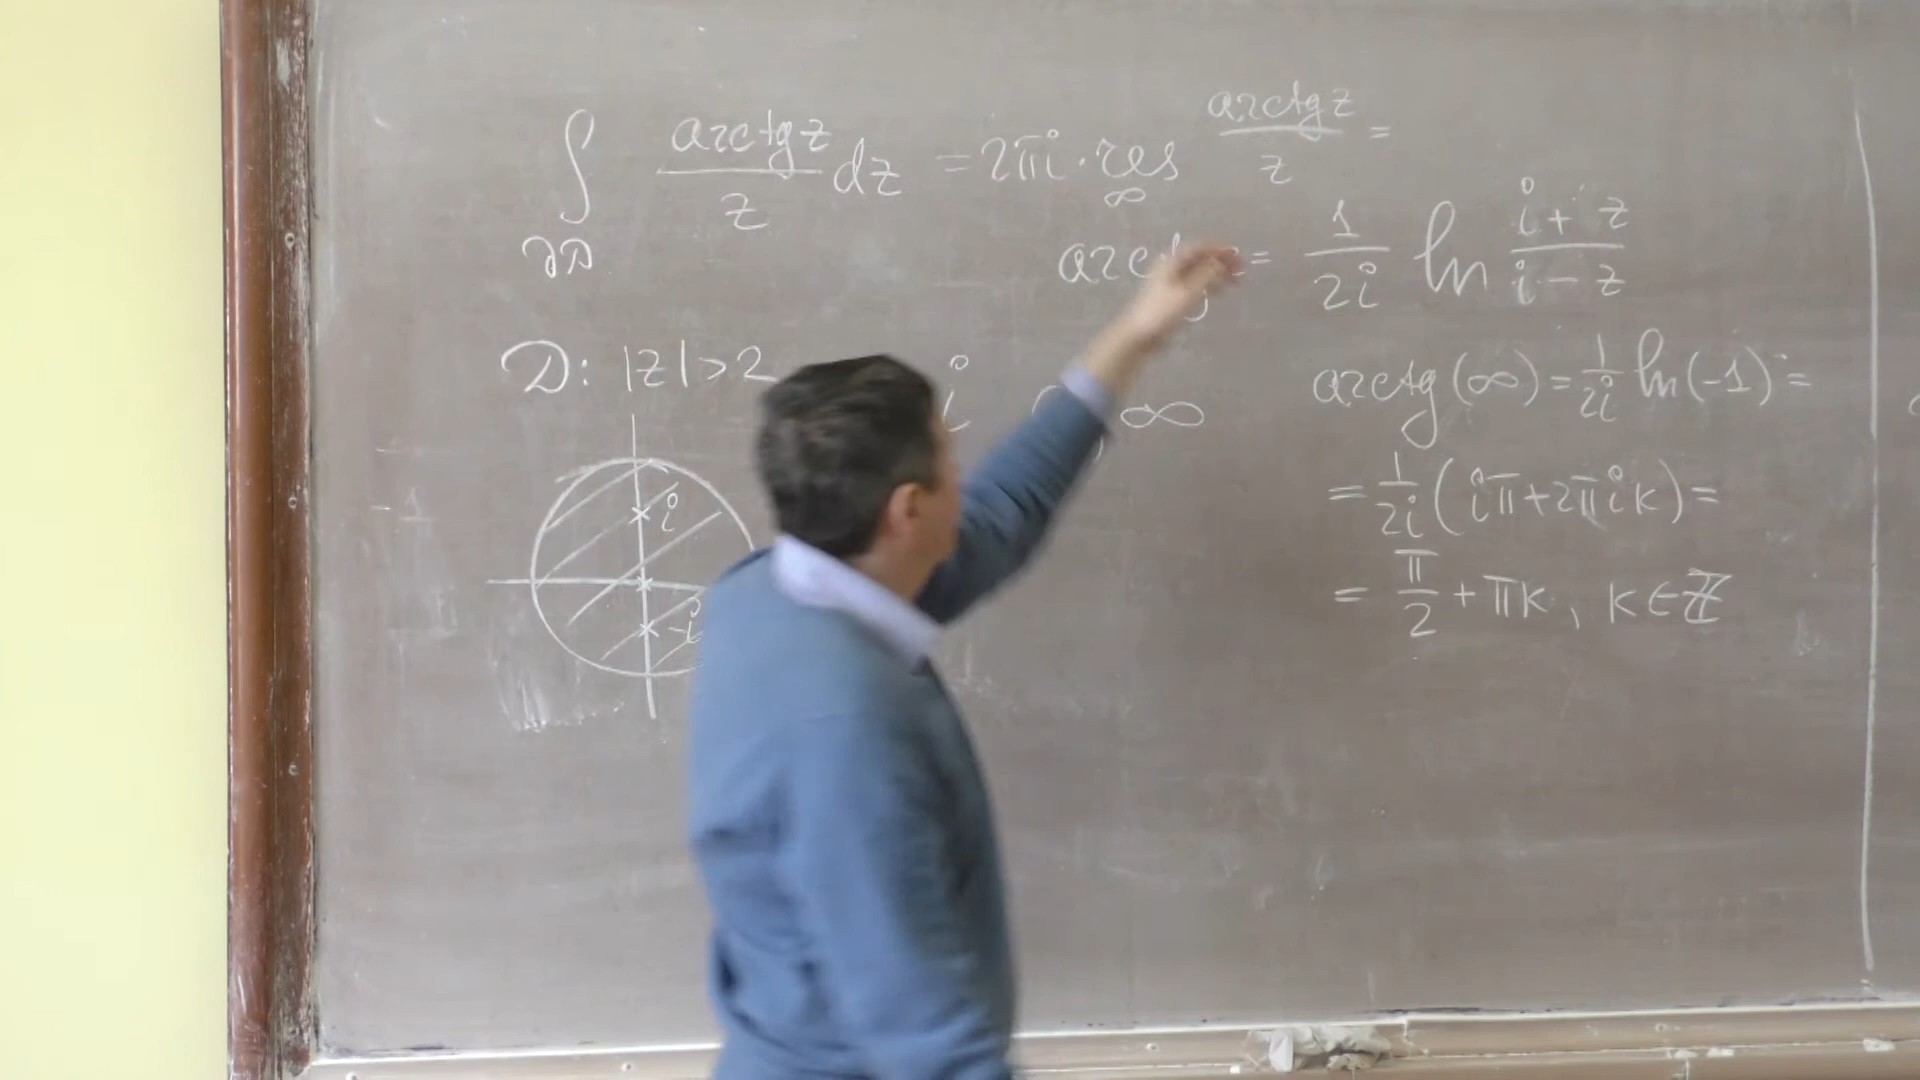 ∫ arctg z / z dz = 2πi · res arctg z / z =
∂D ∞
arctg z = 1/2i ln (i + z)/(i − z)
D: |z| > 2
i
∞
arctg(∞) = 1/2i ln(-1) =
= 1/2i (iπ + 2πik) =
= π/2 + πk, k ∈ ℤ
i
-i